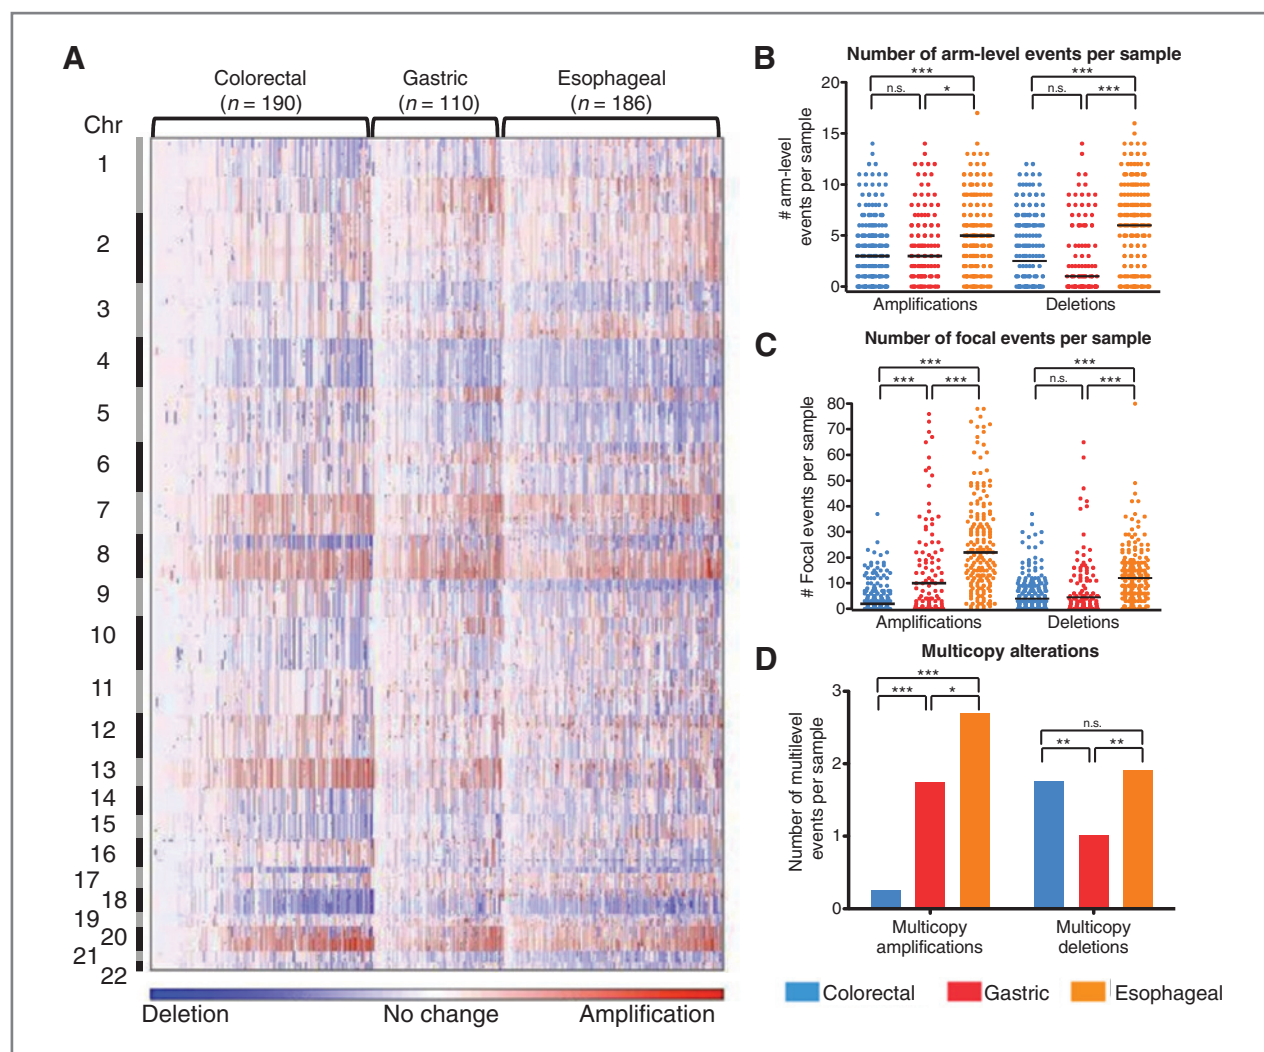 A
Colorectal
(n = 190)
Gastric
(n = 110)
Esophageal
(n = 186)
Chr
1
2
3
4
5
6
7
8
9
10
11
12
13
14
15
16
17
18
19
20
21
22
Deletion
No change
Amplification
B
Number of arm-level events per sample
# arm-level
events per sample
20
15
10
5
0
***
n.s.
*
***
n.s.
***
Amplifications
Deletions
C
Number of focal events per sample
# Focal events per sample
80
70
60
50
40
30
20
10
0
***
***
***
***
n.s.
***
Amplifications
Deletions
D
Multicopy alterations
Number of multilevel
events per sample
3
2
1
0
***
***
*
n.s.
**
**
Multicopy
amplifications
Multicopy
deletions
Colorectal
Gastric
Esophageal